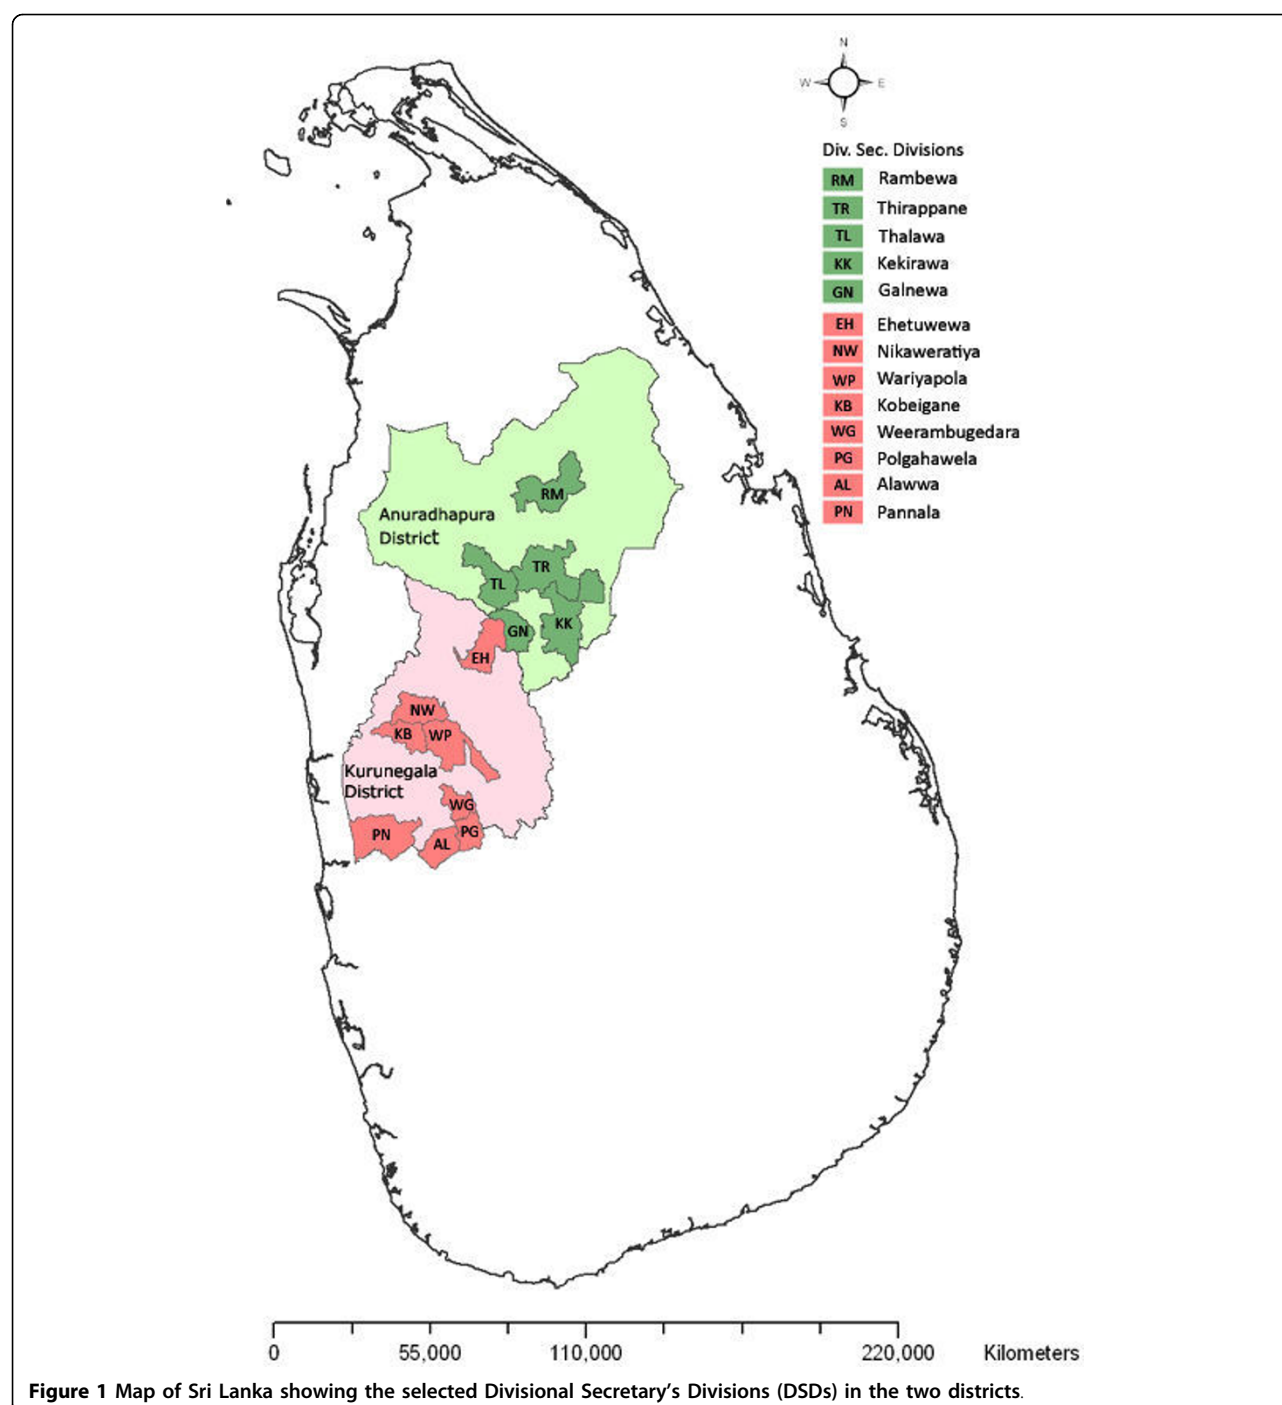 N
W E
S
Div. Sec. Divisions
RM Rambewa
TR Thirappane
TL Thalawa
KK Kekirawa
GN Galnewa
EH Ehetuwewa
NW Nikaweratiya
WP Wariyapola
KB Kobeigane
WG Weerambugedara
PG Polgahawela
AL Alawwa
PN Pannala
RM
Anuradhapura
District
TR
TL
GN
KK
EH
NW
KB WP
Kurunegala
District
WG
PN
AL
PG
0 55,000 110,000 220,000 Kilometers
Figure 1 Map of Sri Lanka showing the selected Divisional Secretary's Divisions (DSDs) in the two districts.